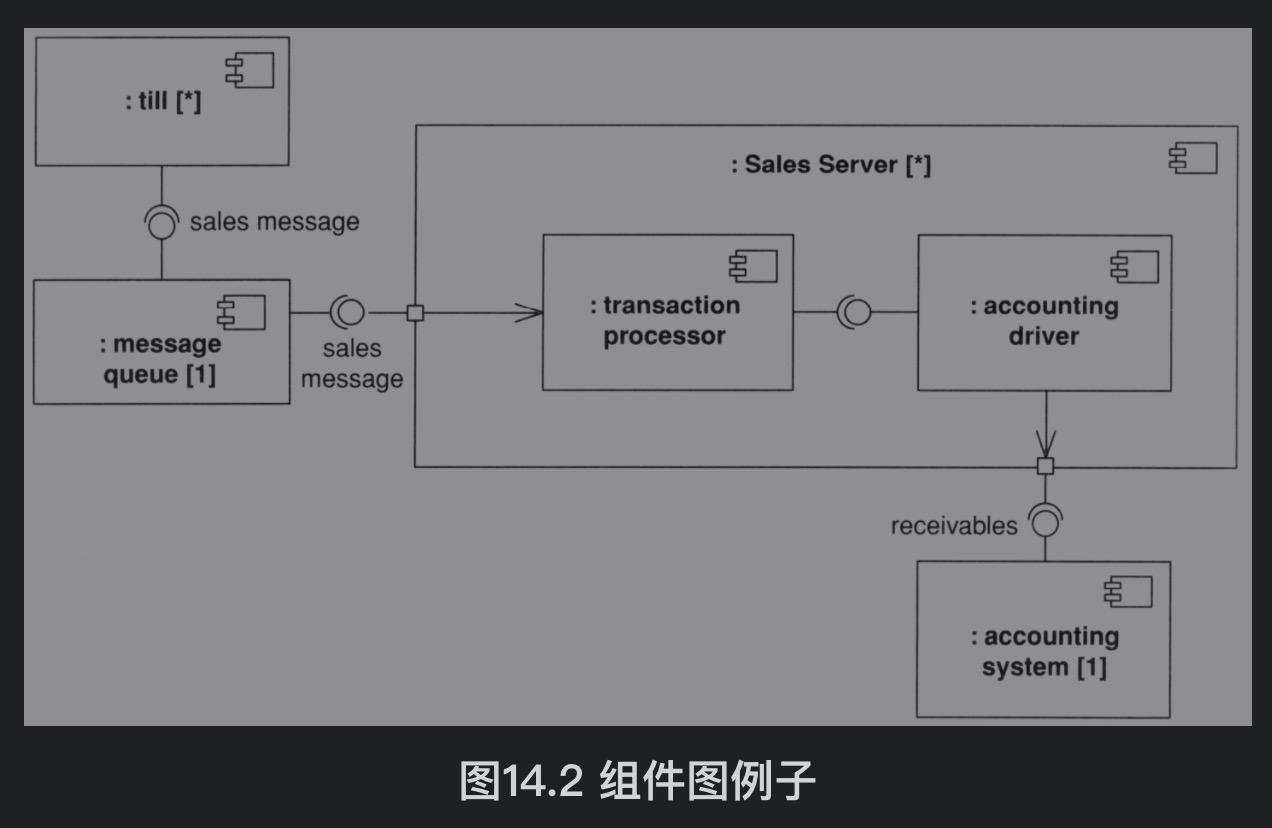 : till [*]
sales message
: Sales Server [*]
: message
queue [1]
sales
message
: transaction
processor
: accounting
driver
receivables
: accounting
system [1]
图14.2 组件图例子